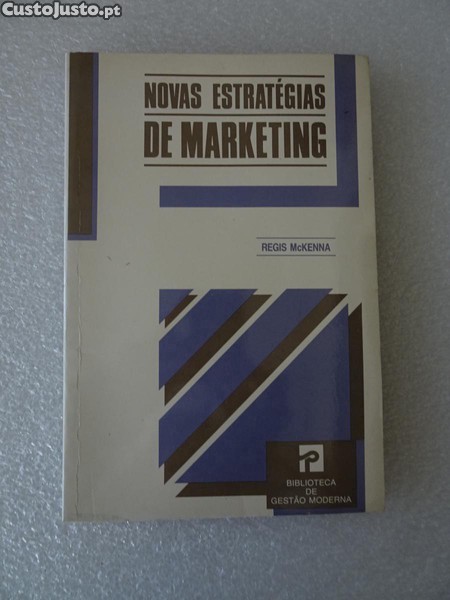 CustoJusto.pt
NOVAS ESTRATÉGIAS
DE MARKETING
REGIS McKENNA
BIBLIOTECA
DE
GESTÃO MODERNA